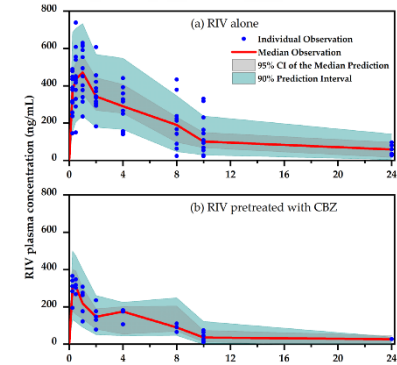 800
(a) RIV alone
Individual Observation
Median Observation
95% CI of the Median Prediction
90% Prediction Interval
600
400
200
0
0 4 8 12 16 20 24
RIV plasma concentration (ng/mL)
800
(b) RIV pretreated with CBZ
600
400
200
0
0 4 8 12 16 20 24